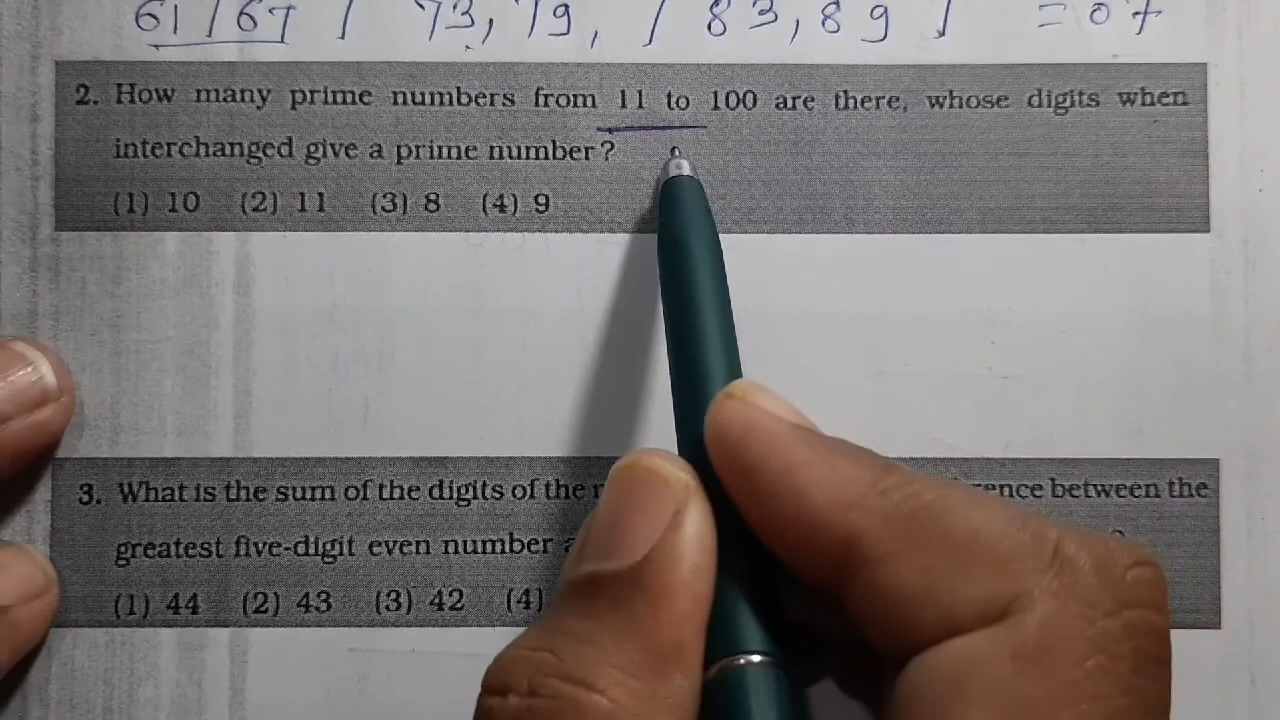 61 / 67 / 73, 79, / 83, 89 / = 07
2. How many prime numbers from 11 to 100 are there, whose digits when
interchanged give a prime number?
(1) 10 (2) 11 (3) 8 (4) 9
3. What is the sum of the digits of the between the
greatest five-digit even number
(1) 44 (2) 43 (3) 42 (4)